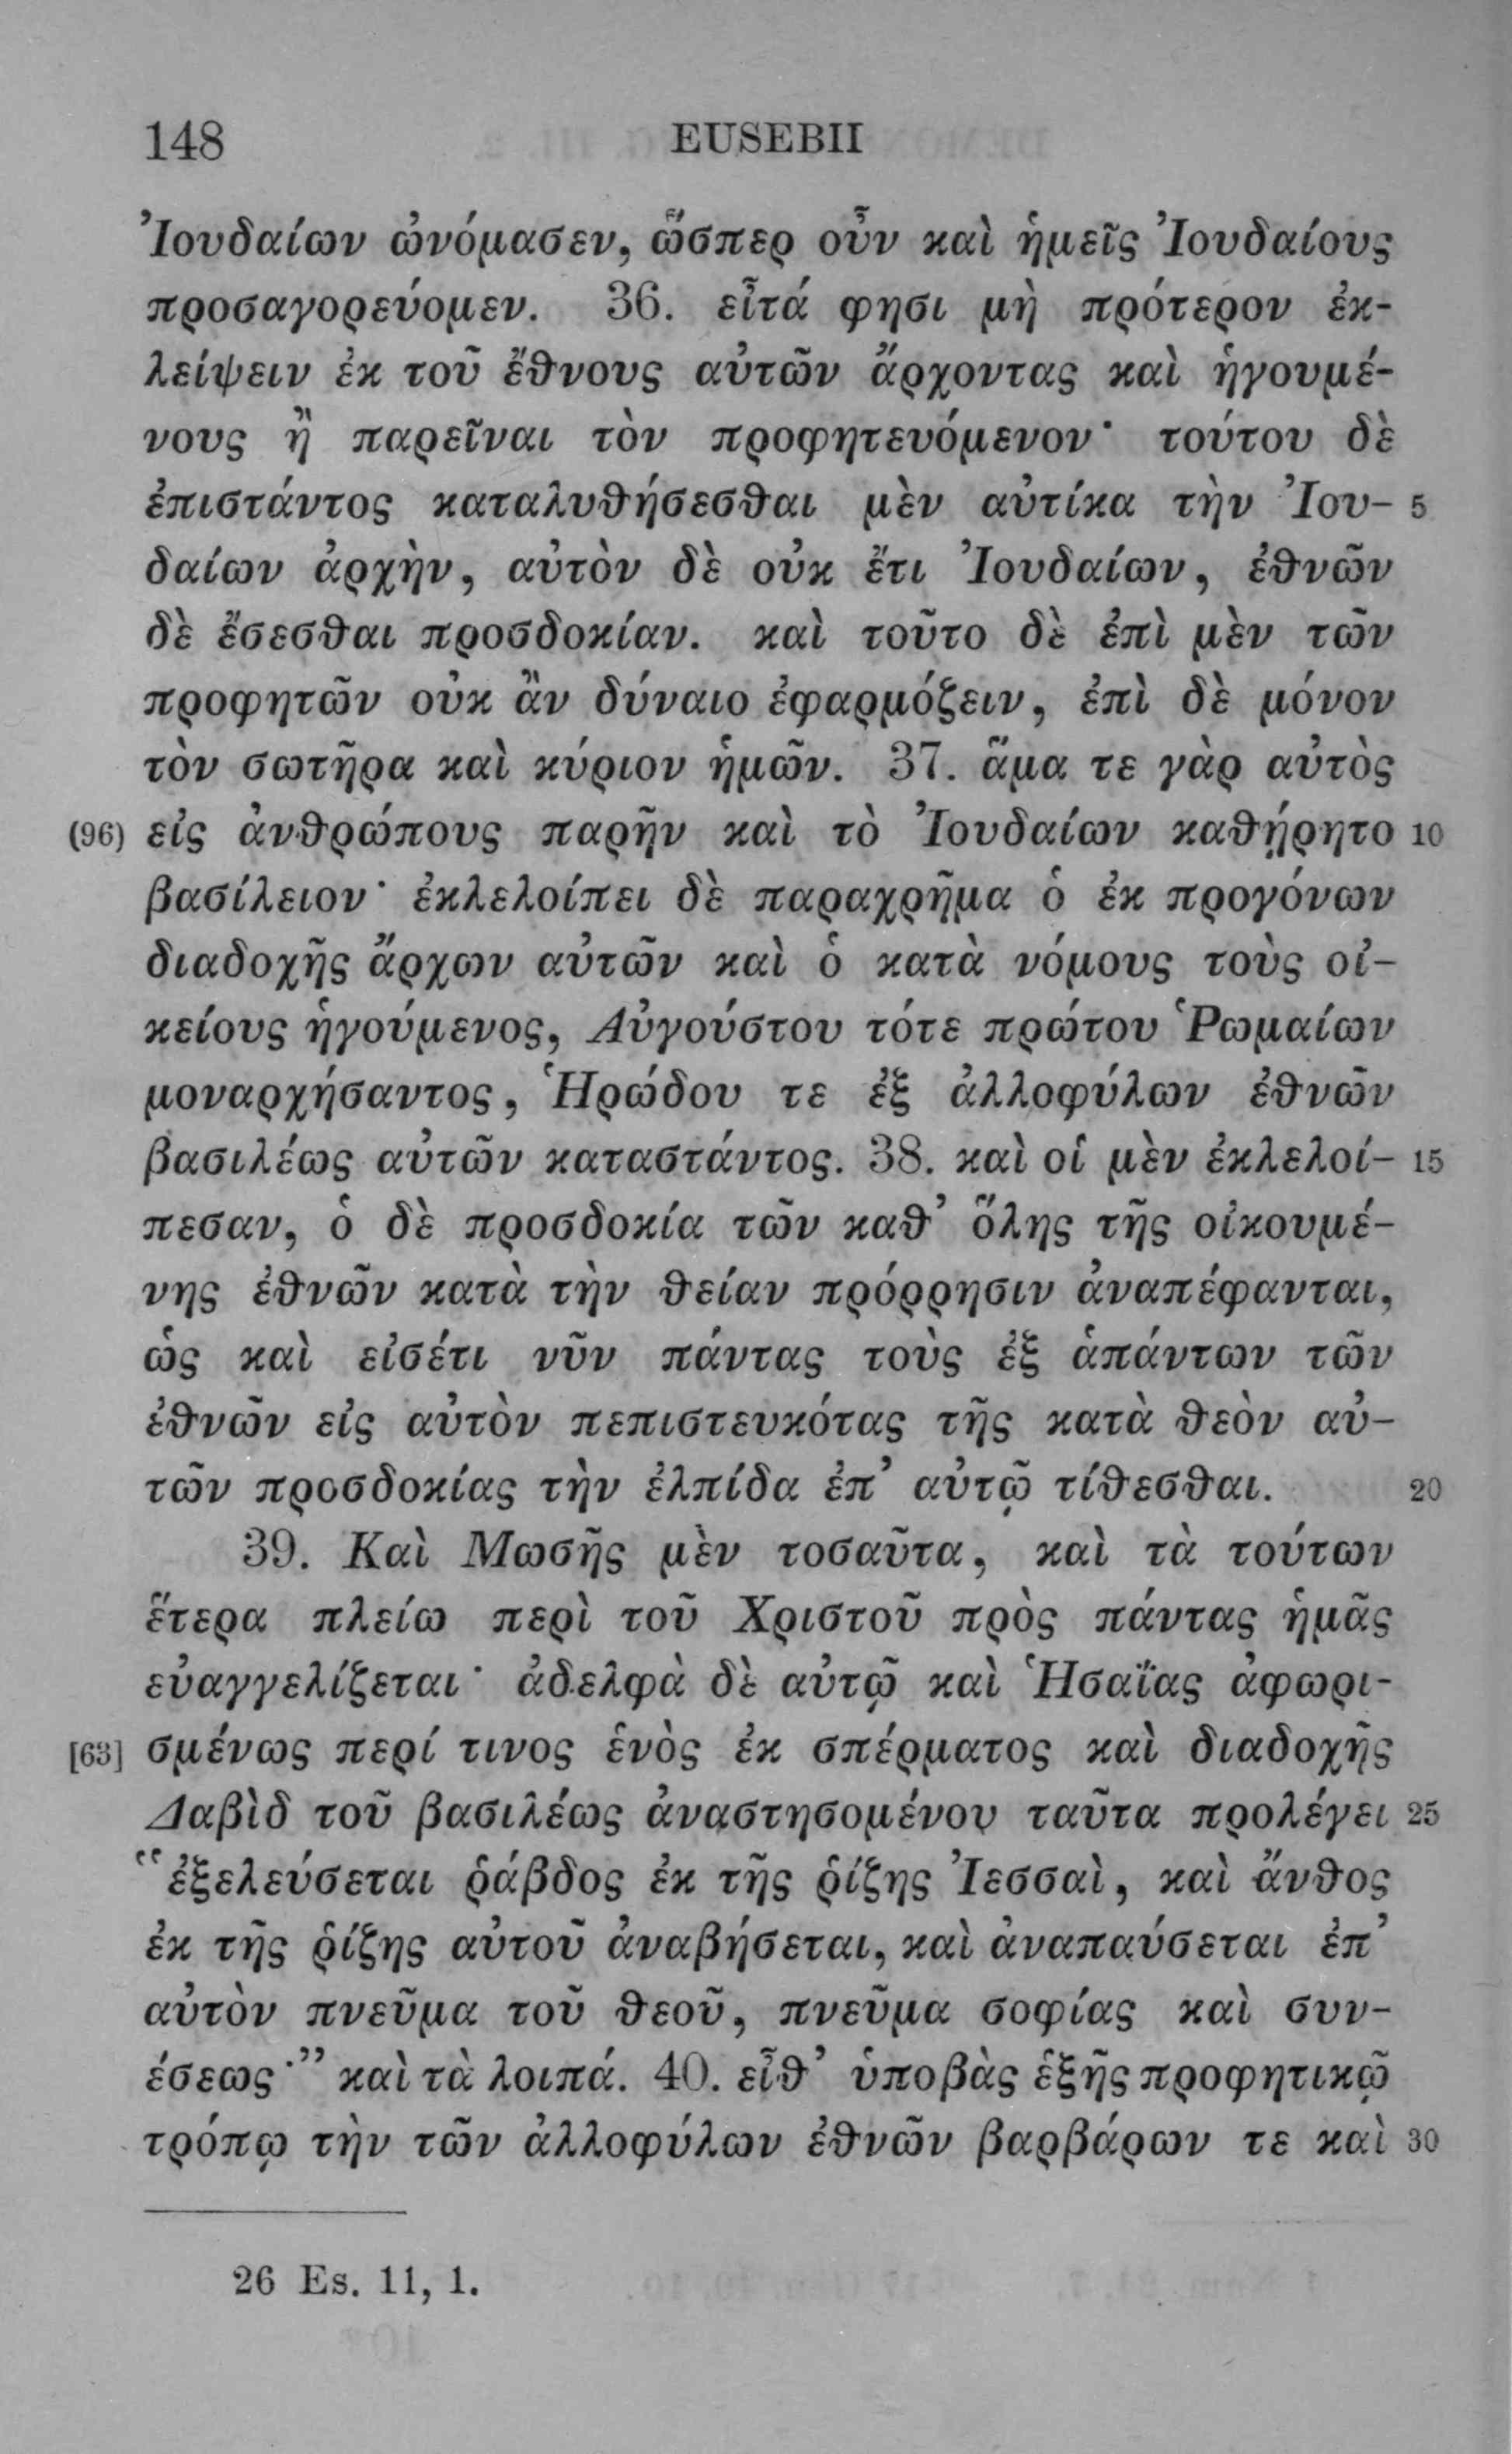 148 EUSEBII
Ἰουδαίων ὠνόμασεν, ὥσπερ οὖν καὶ ἡμεῖς Ἰουδαίους
προσαγορεύομεν. 36. εἶτά φησι μὴ πρότερον ἐκ-
λείψειν ἐκ τοῦ ἔθνους αὐτῶν ἄρχοντας καὶ ἡγουμέ-
νους ἢ παρεῖναι τὸν προφητευόμενον· τούτου δὲ
ἐπιστάντος καταλυθήσεσθαι μὲν αὐτίκα τὴν Ἰου- 5
δαίων ἀρχὴν, αὐτὸν δὲ οὐκ ἔτι Ἰουδαίων, ἐθνῶν
δὲ ἔσεσθαι προσδοκίαν. καὶ τοῦτο δὲ ἐπὶ μὲν τῶν
προφητῶν οὐκ ἂν δύναιο ἐφαρμόζειν, ἐπὶ δὲ μόνον
τὸν σωτῆρα καὶ κύριον ἡμῶν. 37. ἅμα τε γὰρ αὐτὸς
(96) εἰς ἀνθρώπους παρῆν καὶ τὸ Ἰουδαίων καθῄρητο 10
βασίλειον· ἐκλελοίπει δὲ παραχρῆμα ὁ ἐκ προγόνων
διαδοχῆς ἄρχων αὐτῶν καὶ ὁ κατὰ νόμους τοὺς οἰ-
κείους ἡγούμενος, Αὐγούστου τότε πρώτου Ῥωμαίων
μοναρχήσαντος, Ἡρώδου τε ἐξ ἀλλοφύλων ἐθνῶν
βασιλέως αὐτῶν καταστάντος. 38. καὶ οἱ μὲν ἐκλελοί- 15
πεσαν, ὁ δὲ προσδοκία τῶν καθ’ ὅλης τῆς οἰκουμέ-
νης ἐθνῶν κατὰ τὴν θείαν πρόρρησιν ἀναπέφανται,
ὡς καὶ εἰσέτι νῦν πάντας τοὺς ἐξ ἁπάντων τῶν
ἐθνῶν εἰς αὐτὸν πεπιστευκότας τῆς κατὰ θεὸν αὐ-
τῶν προσδοκίας τὴν ἐλπίδα ἐπ’ αὐτῷ τίθεσθαι. 20
39. Καὶ Μωσῆς μὲν τοσαῦτα, καὶ τὰ τούτων
ἕτερα πλείω περὶ τοῦ Χριστοῦ πρὸς πάντας ἡμᾶς
εὐαγγελίζεται· ἀδελφὰ δὲ αὐτῷ καὶ Ἡσαΐας ἀφωρι-
[63] σμένως περί τινος ἑνὸς ἐκ σπέρματος καὶ διαδοχῆς
Δαβὶδ τοῦ βασιλέως ἀναστησομένου ταῦτα προλέγει 25
“ἐξελεύσεται ῥάβδος ἐκ τῆς ῥίζης Ἰεσσαὶ, καὶ ἄνθος
ἐκ τῆς ῥίζης αὐτοῦ ἀναβήσεται, καὶ ἀναπαύσεται ἐπ’
αὐτὸν πνεῦμα τοῦ θεοῦ, πνεῦμα σοφίας καὶ συν-
έσεως·” καὶ τὰ λοιπά. 40. εἶθ’ ὑποβὰς ἑξῆς προφητικῷ
τρόπῳ τὴν τῶν ἀλλοφύλων ἐθνῶν βαρβάρων τε καὶ 30
26 Es. 11, 1.